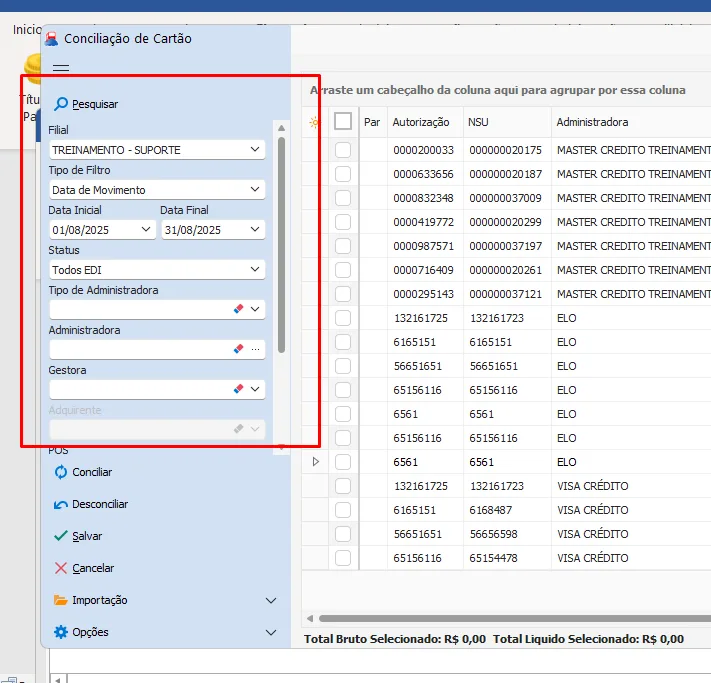 Conciliação de Cartão
Iníc
Títu
Pa
Pesquisar
Filial
TREINAMENTO - SUPORTE
Tipo de Filtro
Data de Movimento
Data Inicial Data Final
01/08/2025 31/08/2025
Status
Todos EDI
Tipo de Administradora
Administradora
...
Gestora
Adquirente
POS
Conciliar
Desconciliar
Salvar
Cancelar
Importação
Opções
Arraste um cabeçalho da coluna aqui para agrupar por essa coluna
Par Autorização NSU Administradora
0000200033 000000020175 MASTER CREDITO TREINAMENT
0000633656 000000020187 MASTER CREDITO TREINAMENT
0000832348 000000037009 MASTER CREDITO TREINAMENT
0000419772 000000020299 MASTER CREDITO TREINAMENT
0000987571 000000037197 MASTER CREDITO TREINAMENT
0000716409 000000020261 MASTER CREDITO TREINAMENT
0000295143 000000037121 MASTER CREDITO TREINAMENT
132161725 132161723 ELO
6165151 6165151 ELO
56651651 56651651 ELO
65156116 65156116 ELO
6561 6561 ELO
65156116 65156116 ELO
6561 6561 ELO
132161725 132161723 VISA CRÉDITO
6165151 6168487 VISA CRÉDITO
56651651 56656598 VISA CRÉDITO
65156116 65154478 VISA CRÉDITO
Total Bruto Selecionado: R$ 0,00 Total Liquido Selecionado: R$ 0,00